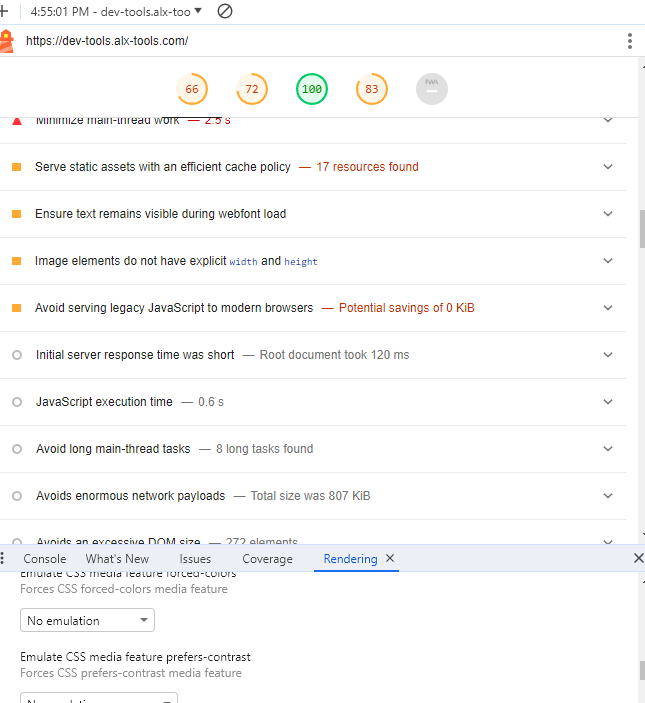 4:55:01 PM - dev-tools.alx-too
https://dev-tools.alx-tools.com/
66 72 100 83 PWA
Minimize main-thread work — 2.5 s
Serve static assets with an efficient cache policy — 17 resources found
Ensure text remains visible during webfont load
Image elements do not have explicit width and height
Avoid serving legacy JavaScript to modern browsers — Potential savings of 0 KiB
Initial server response time was short — Root document took 120 ms
JavaScript execution time — 0.6 s
Avoid long main-thread tasks — 8 long tasks found
Avoids enormous network payloads — Total size was 807 KiB
Avoids an excessive DOM size — 272 elements
Console What's New Issues Coverage Rendering
Emulate CSS media feature forced-colors
Forces CSS forced-colors media feature
No emulation
Emulate CSS media feature prefers-contrast
Forces CSS prefers-contrast media feature